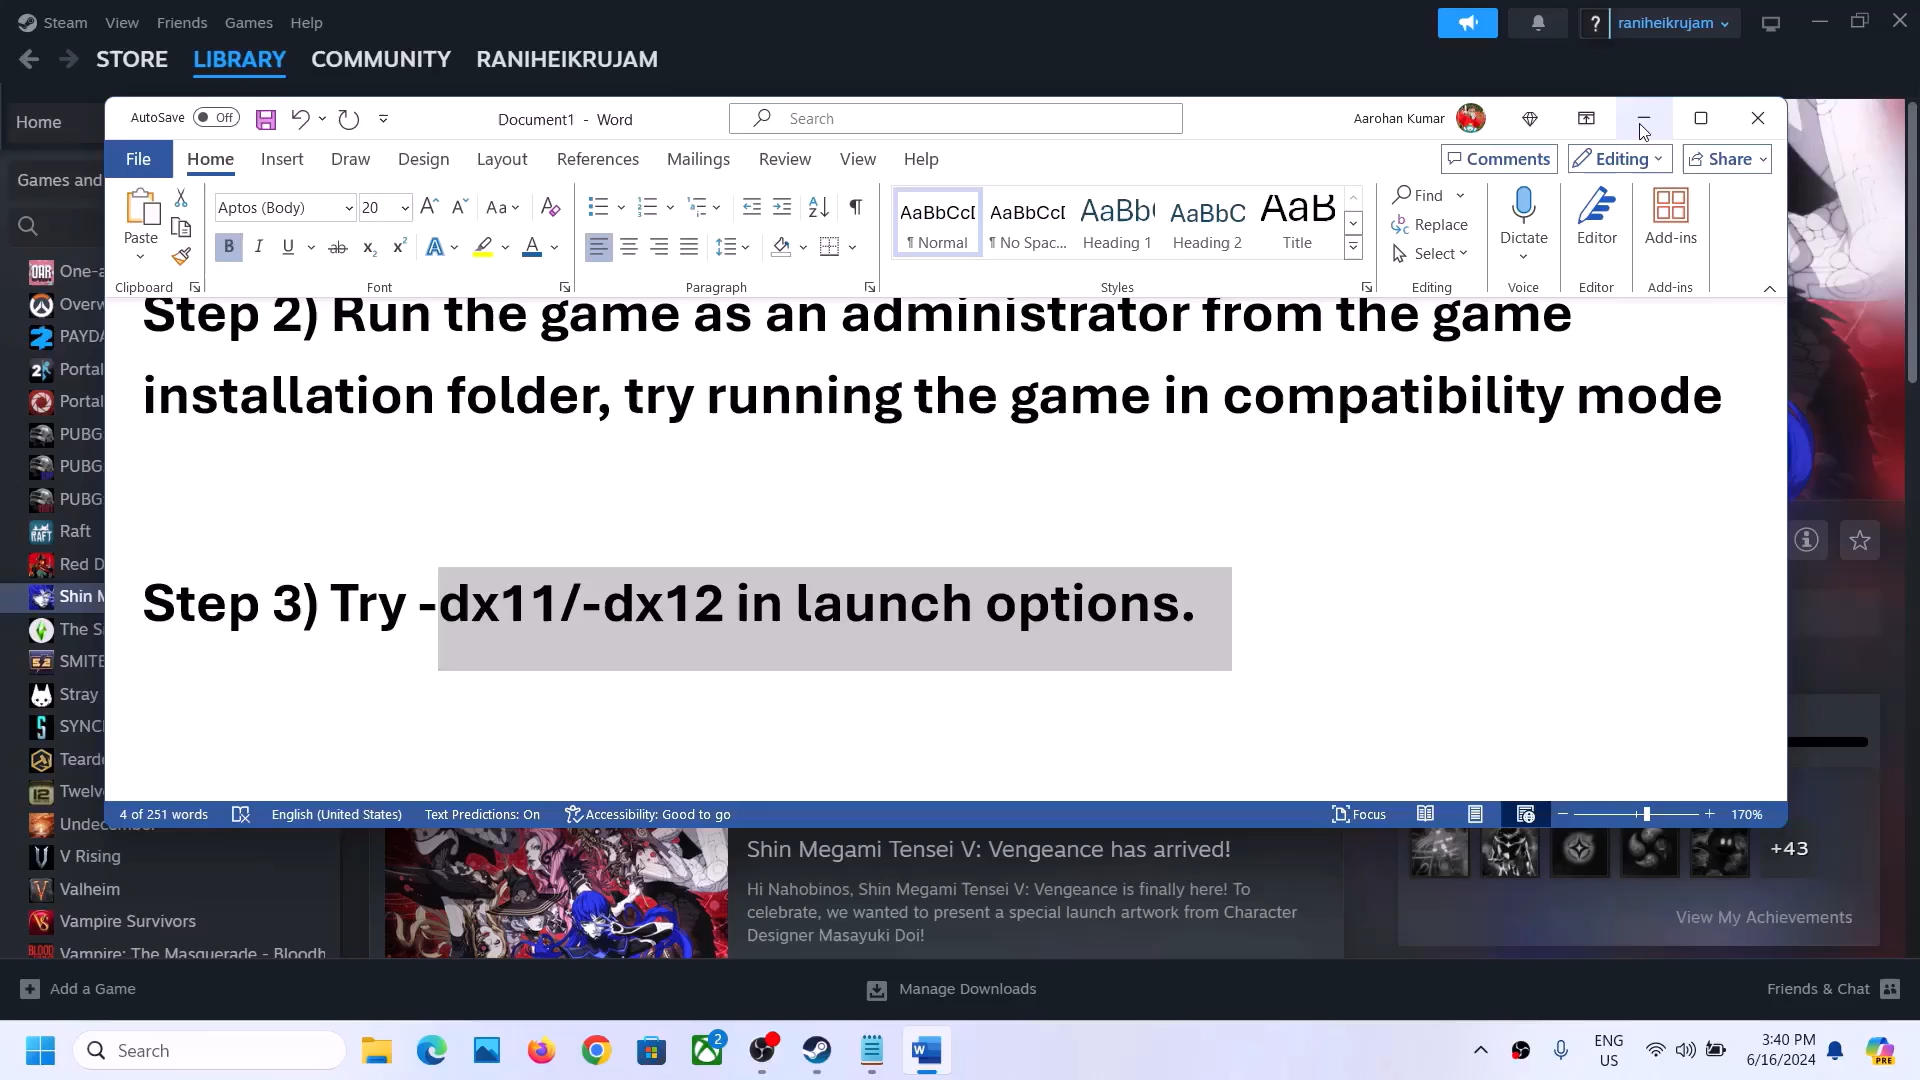 Steam View Friends Games Help
raniheikrujam
STORE LIBRARY COMMUNITY RANIHEIKRUJAM
Home
Games and
AutoSave Off
Document1 - Word
Search
Aarohan Kumar
File Home Insert Draw Design Layout References Mailings Review View Help
Comments Editing Share
Paste
Clipboard
Aptos (Body) 20
Font
Paragraph
AaBbCcD
¶ Normal
AaBbCcD
¶ No Spac...
AaBb(
Heading 1
AaBbC
Heading 2
AaB
Title
Styles
Find
Replace
Select
Editing
Dictate
Voice
Editor
Editor
Add-ins
Add-ins
Step 2) Run the game as an administrator from the game
installation folder, try running the game in compatibility mode
Step 3) Try -dx11/-dx12 in launch options.
4 of 251 words English (United States) Text Predictions: On Accessibility: Good to go Focus 170%
One-a
Overw
PAYDA
Portal
Portal
PUBG
PUBG
PUBG
Raft
Red D
Shin M
The Si
SMITE
Stray
SYNC
Teardo
Twelv
Undecember
V Rising
Valheim
Vampire Survivors
Vampire: The Masquerade - Bloodh
Shin Megami Tensei V: Vengeance has arrived!
Hi Nahobinos, Shin Megami Tensei V: Vengeance is finally here! To
celebrate, we wanted to present a special launch artwork from Character
Designer Masayuki Doi!
+43
View My Achievements
Add a Game
Manage Downloads
Friends & Chat
Search
2
ENG
US
3:40 PM
6/16/2024
PRE